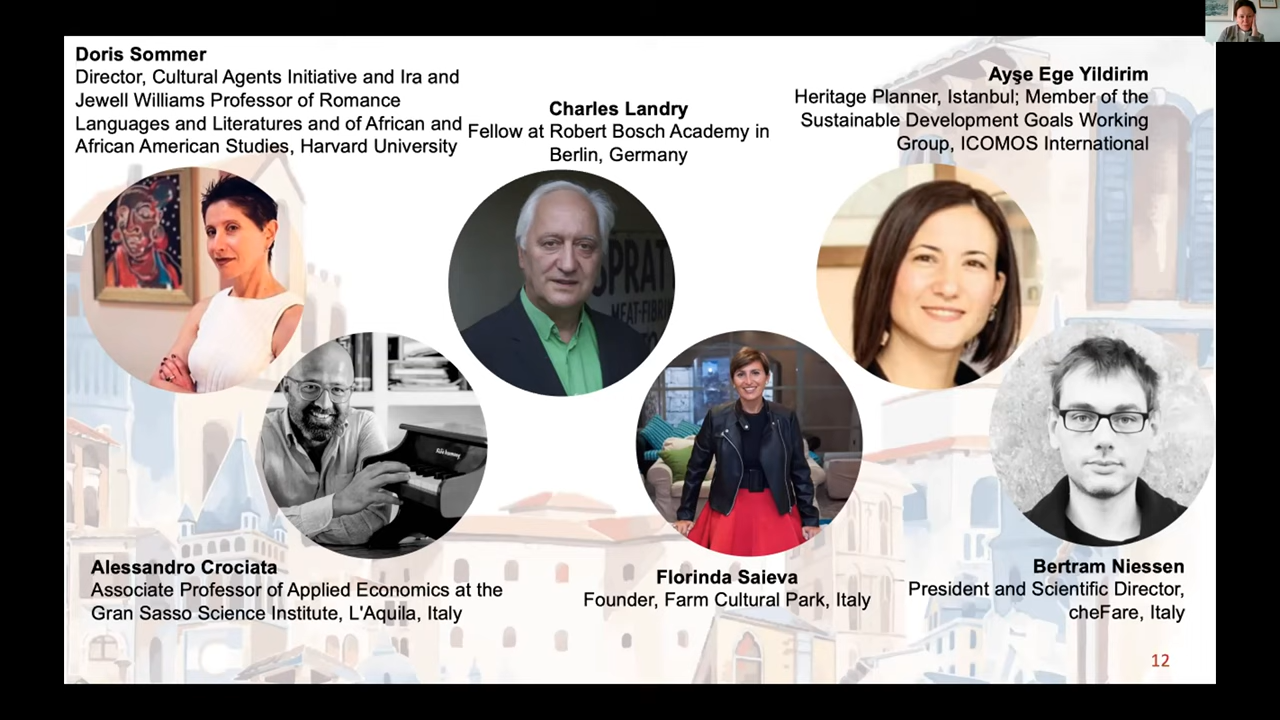 Doris Sommer
Director, Cultural Agents Initiative and Ira and
Jewell Williams Professor of Romance
Languages and Literatures and of African and
African American Studies, Harvard University
Charles Landry
Fellow at Robert Bosch Academy in
Berlin, Germany
Ayşe Ege Yildirim
Heritage Planner, Istanbul; Member of the
Sustainable Development Goals Working
Group, ICOMOS International
SPRAT
MEAT-FIBRI
Alessandro Crociata
Associate Professor of Applied Economics at the
Gran Sasso Science Institute, L'Aquila, Italy
Florinda Saieva
Founder, Farm Cultural Park, Italy
Bertram Niessen
President and Scientific Director,
cheFare, Italy
12